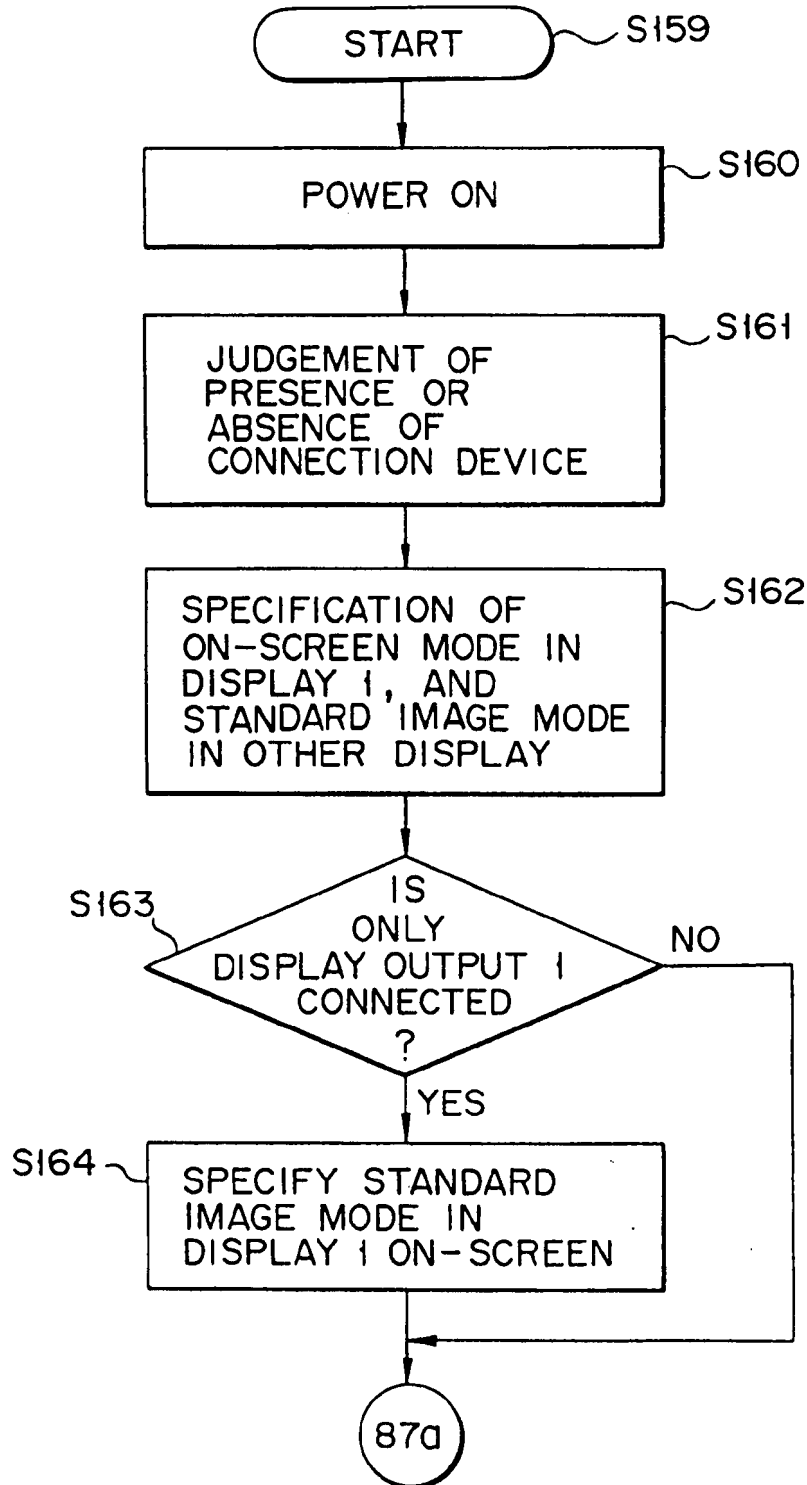 START
S159
POWER ON
S160
S161
JUDGEMENT OF
PRESENCE OR
ABSENCE OF
CONNECTION DEVICE
S162
SPECIFICATION OF
ON-SCREEN MODE IN
DISPLAY 1, AND
STANDARD IMAGE MODE
IN OTHER DISPLAY
S163
IS
ONLY
DISPLAY OUTPUT 1
CONNECTED
?
NO
YES
S164
SPECIFY STANDARD
IMAGE MODE IN
DISPLAY 1 ON-SCREEN
87a